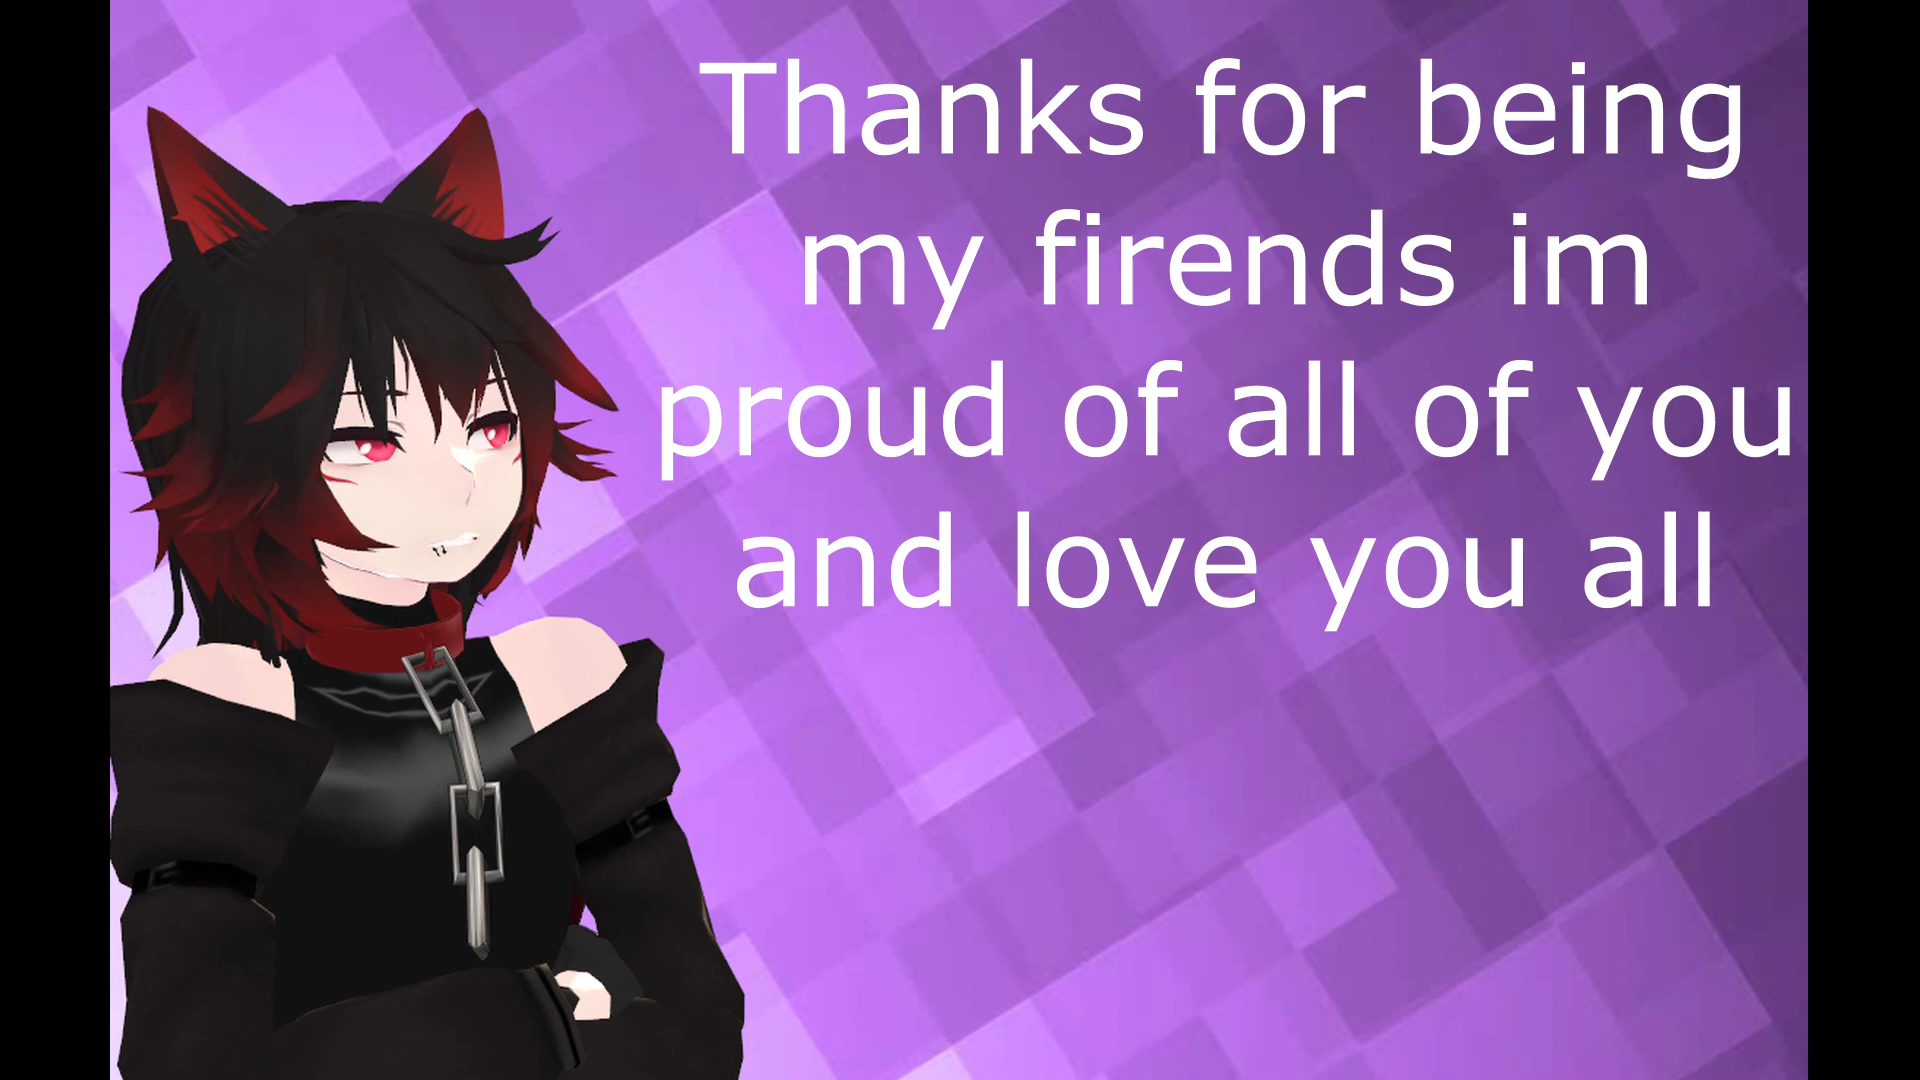 Thanks for being
my firends im
proud of all of you
and love you all